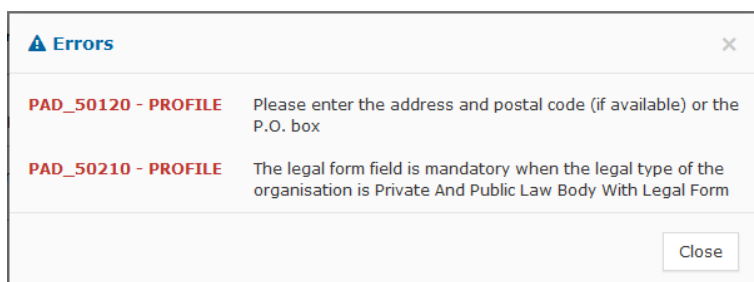 Errors
PAD_50120 - PROFILE Please enter the address and postal code (if available) or the
P.O. box
PAD_50210 - PROFILE The legal form field is mandatory when the legal type of the
organisation is Private And Public Law Body With Legal Form
Close